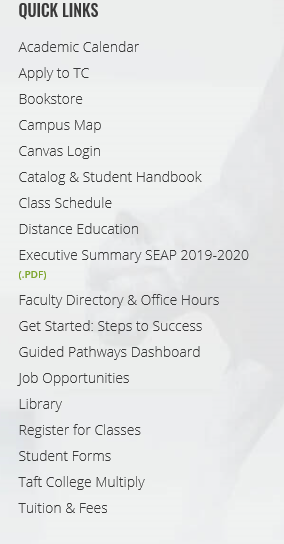 QUICK LINKS
Academic Calendar
Apply to TC
Bookstore
Campus Map
Canvas Login
Catalog & Student Handbook
Class Schedule
Distance Education
Executive Summary SEAP 2019-2020
(.PDF)
Faculty Directory & Office Hours
Get Started: Steps to Success
Guided Pathways Dashboard
Job Opportunities
Library
Register for Classes
Student Forms
Taft College Multiply
Tuition & Fees